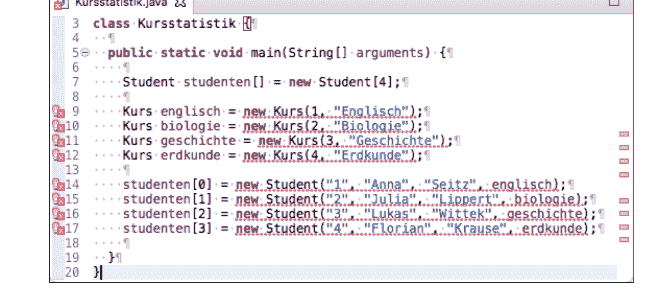 Kursstatistik.java
3 class Kursstatistik {
4
5 public static void main(String[] arguments) {
6
7 Student studenten[] = new Student[4];
8
9 Kurs englisch = new Kurs(1, "Englisch");
10 Kurs biologie = new Kurs(2, "Biologie");
11 Kurs geschichte = new Kurs(3, "Geschichte");
12 Kurs erdkunde = new Kurs(4, "Erdkunde");
13
14 studenten[0] = new Student("1", "Anna", "Seitz", englisch);
15 studenten[1] = new Student("2", "Julia", "Lippert", biologie);
16 studenten[2] = new Student("3", "Lukas", "Wittek", geschichte);
17 studenten[3] = new Student("4", "Florian", "Krause", erdkunde);
18
19 }
20 }